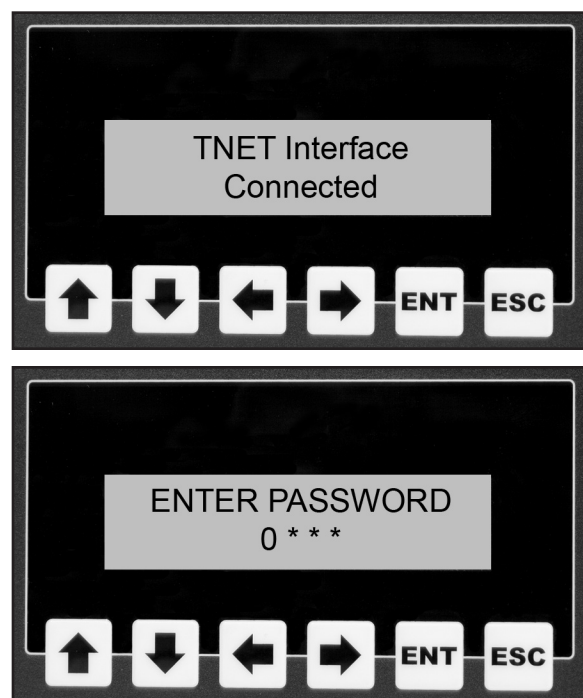 TNET Interface
Connected
ENT ESC
ENTER PASSWORD
0 * * *
ENT ESC